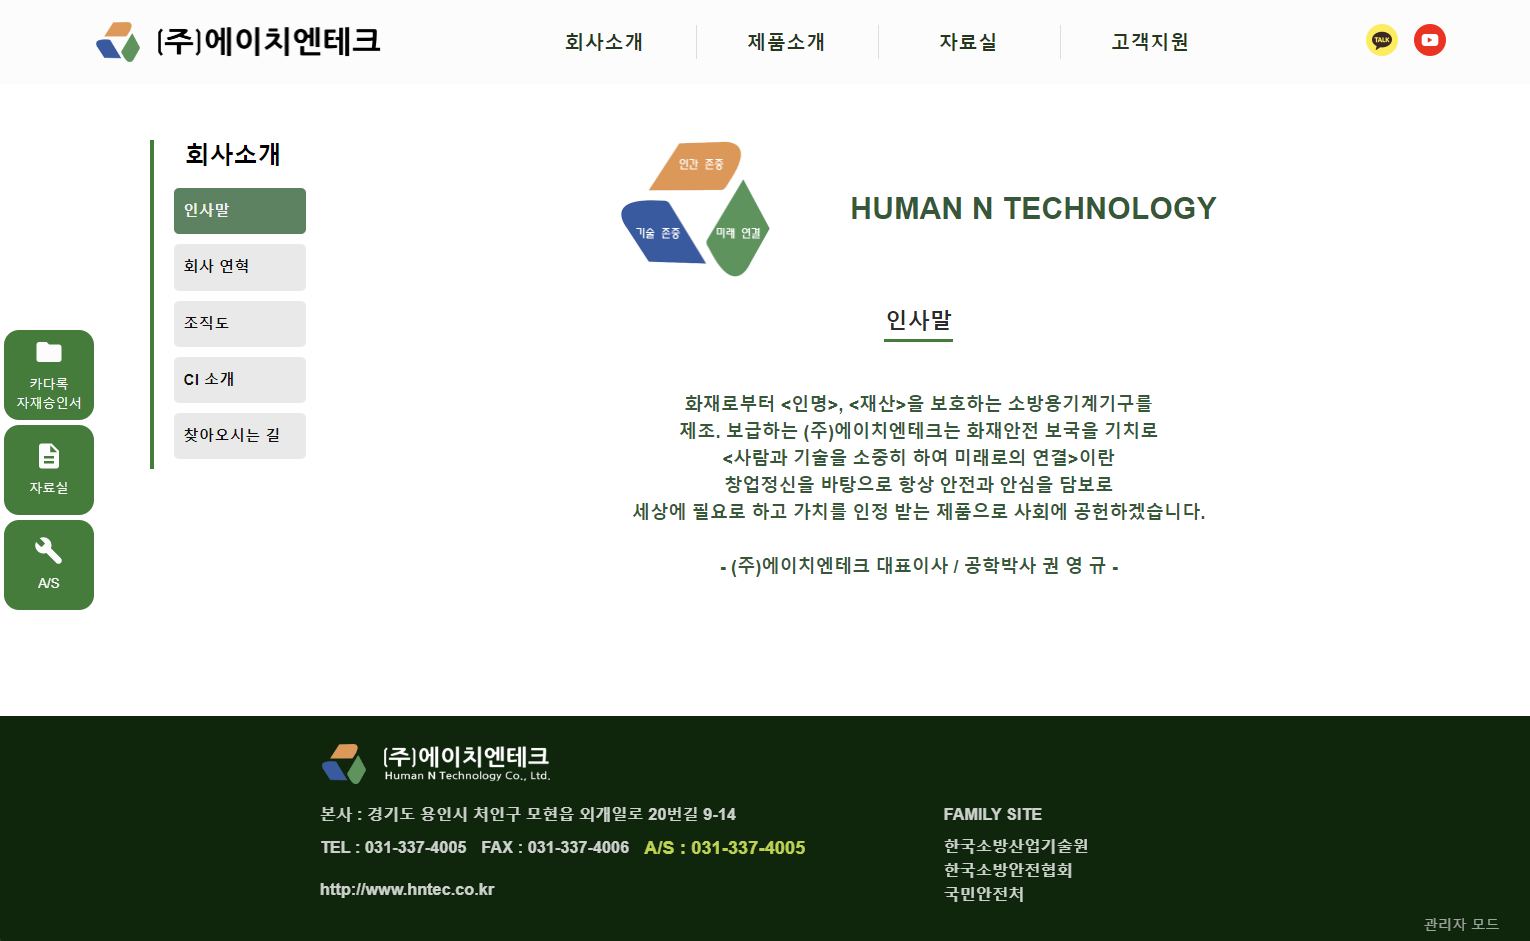 (주)에이치엔테크
회사소개
제품소개
자료실
고객지원
TALK
회사소개
인사말
회사 연혁
조직도
CI 소개
찾아오시는 길
카다록
자재승인서
자료실
A/S
인간 존중
기술 존중
미래 연결
HUMAN N TECHNOLOGY
인사말
화재로부터 <인명>, <재산>을 보호하는 소방용기계기구를
제조. 보급하는 (주)에이치엔테크는 화재안전 보국을 기치로
<사람과 기술을 소중히 하여 미래로의 연결>이란
창업정신을 바탕으로 항상 안전과 안심을 담보로
세상에 필요로 하고 가치를 인정 받는 제품으로 사회에 공헌하겠습니다.
- (주)에이치엔테크 대표이사 / 공학박사 권 영 규 -
(주)에이치엔테크
Human N Technology Co., Ltd.
본사 : 경기도 용인시 처인구 모현읍 외개일로 20번길 9-14
TEL : 031-337-4005 FAX : 031-337-4006 A/S : 031-337-4005
http://www.hntec.co.kr
FAMILY SITE
한국소방산업기술원
한국소방안전협회
국민안전처
관리자 모드